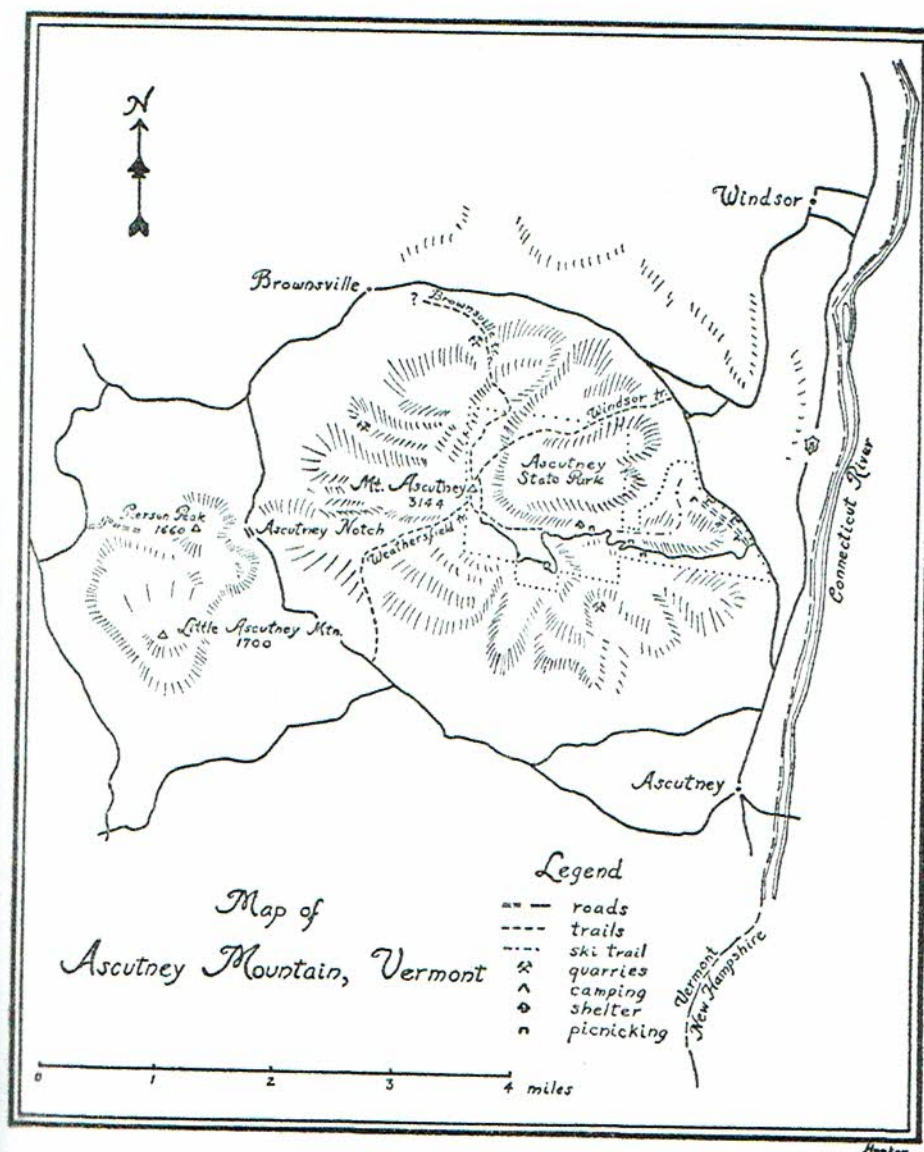 N
Windsor
Brownsville
?
Brownsville
Windsor tr.
Ascutney
State Park
Mt. Ascutney
3144
Pierson Peak
1660
Ascutney Notch
Weathersfield tr.
Connecticut River
Little Ascutney Mtn.
1700
Ascutney
Legend
roads
trails
ski trail
quarries
camping
shelter
picnicking
Map of
Ascutney Mountain, Vermont
Vermont
New Hampshire
0 1 2 3 4 miles